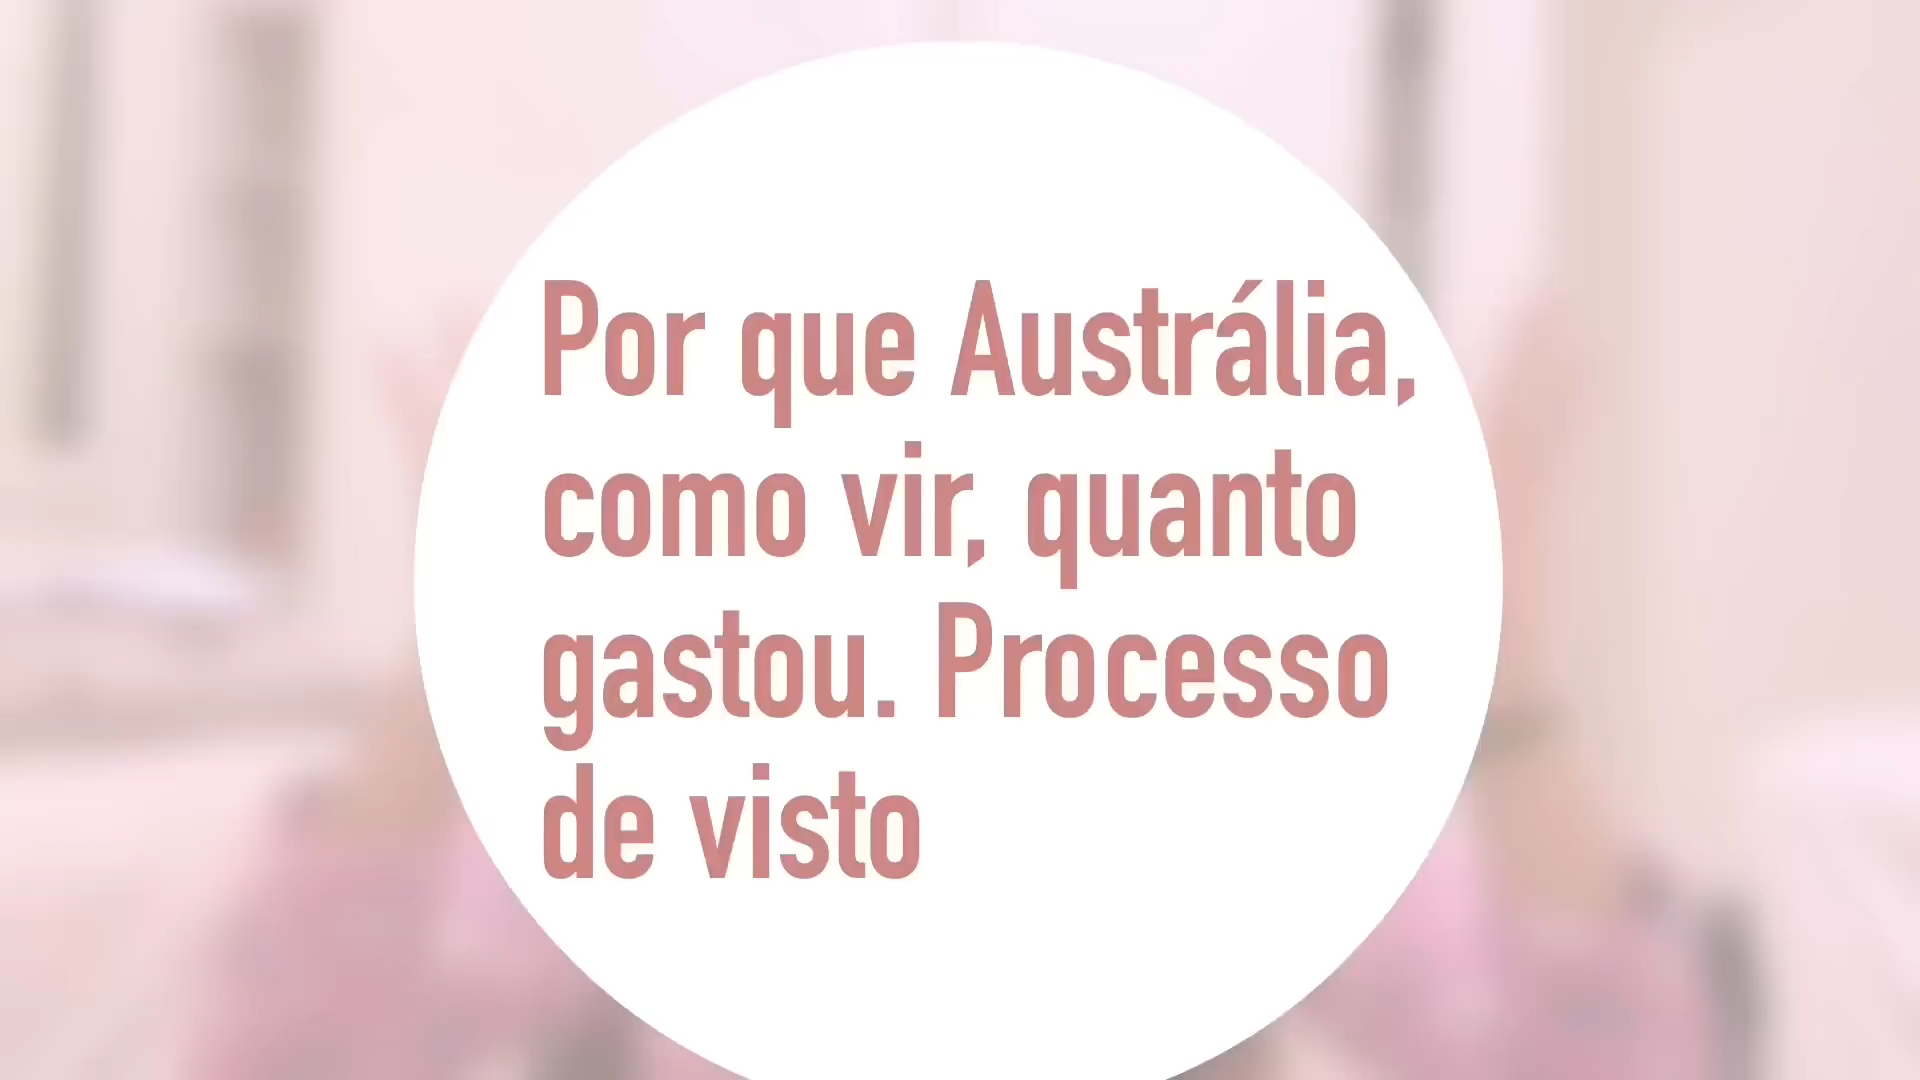 Por que Austrália,
como vir, quanto
gastou. Processo
de visto